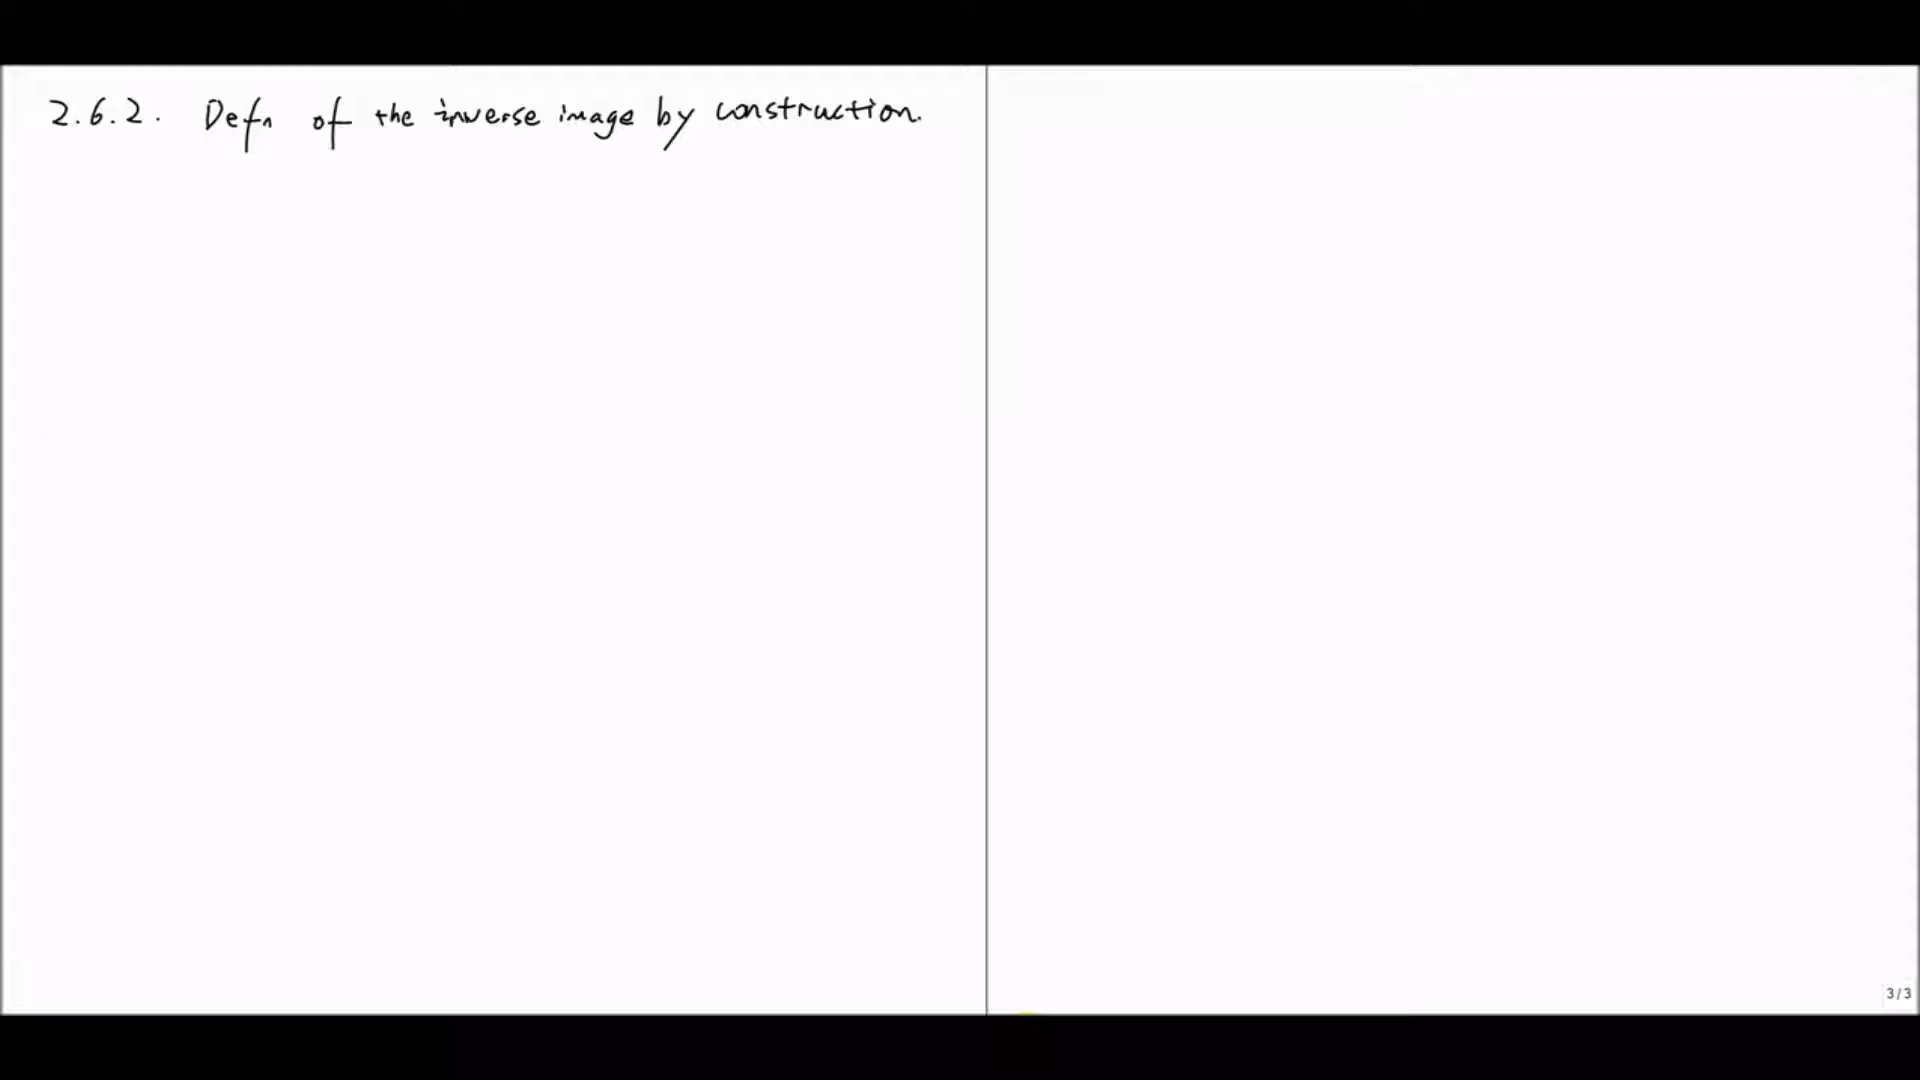 2.6.2. Defn of the inverse image by construction.
3/3